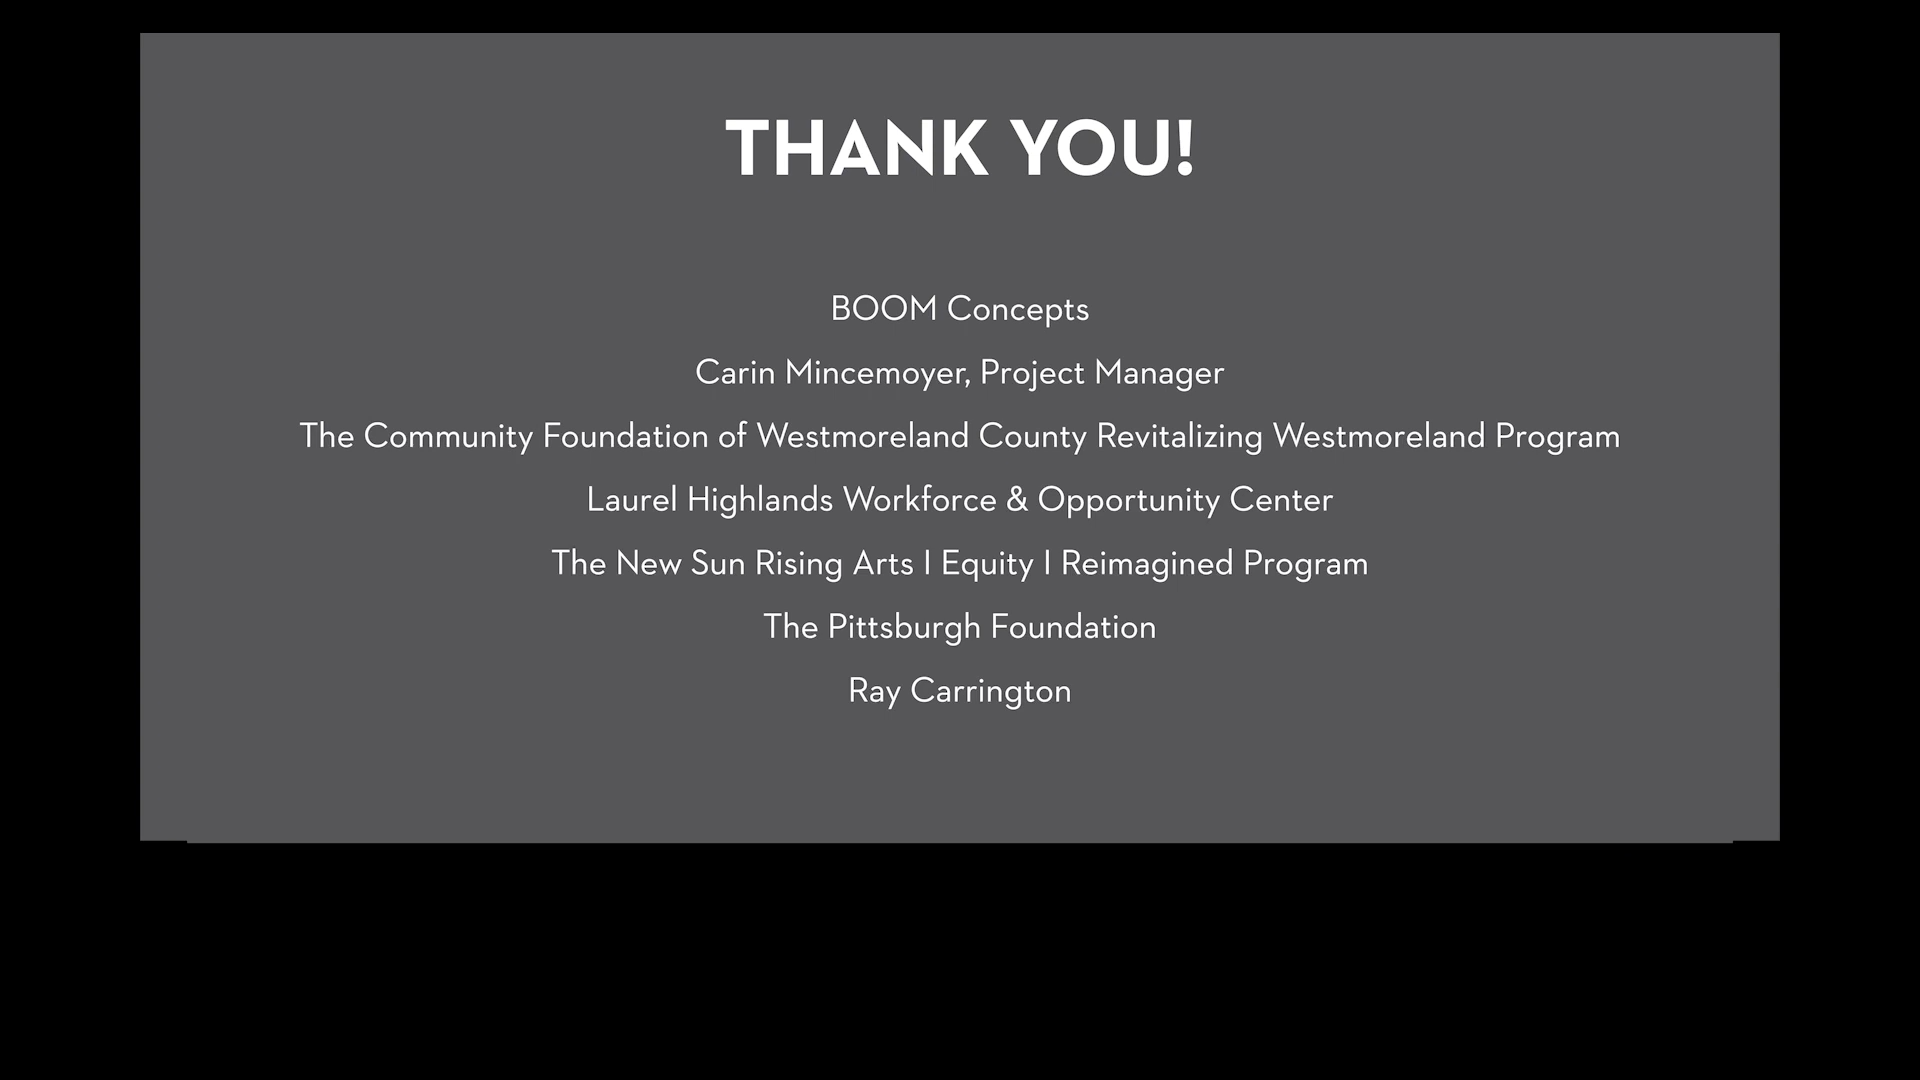 THANK YOU!
BOOM Concepts
Carin Mincemoyer, Project Manager
The Community Foundation of Westmoreland County Revitalizing Westmoreland Program
Laurel Highlands Workforce & Opportunity Center
The New Sun Rising Arts I Equity I Reimagined Program
The Pittsburgh Foundation
Ray Carrington